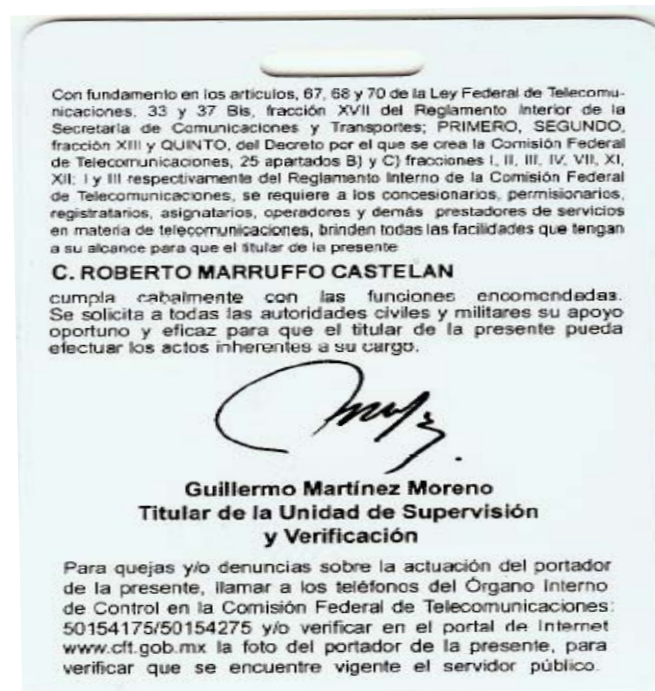 Con fundamento en los artículos, 67, 68 y 70 de la Ley Federal de Telecomu-
nicaciones, 33 y 37 Bis, fracción XVII del Reglamento Interior de la
Secretaría de Comunicaciones y Transportes; PRIMERO, SEGUNDO,
fracción XIII y QUINTO, del Decreto por el que se crea la Comisión Federal
de Telecomunicaciones, 25 apartados B) y C) fracciones I, II, III, IV, VII, XI,
XII; I y III respectivamente del Reglamento Interno de la Comisión Federal
de Telecomunicaciones, se requiere a los concesionarios, permisionarios,
registratarios, asignatarios, operadores y demás prestadores de servicios
en materia de telecomunicaciones, brinden todas las facilidades que tengan
a su alcance para que el titular de la presente
C. ROBERTO MARRUFFO CASTELAN
cumpla cabalmente con las funciones encomendadas.
Se solicita a todas las autoridades civiles y militares su apoyo
oportuno y eficaz para que el titular de la presente pueda
efectuar los actos inherentes a su cargo.
Guillermo Martínez Moreno
Titular de la Unidad de Supervisión
y Verificación
Para quejas y/o denuncias sobre la actuación del portador
de la presente, llamar a los teléfonos del Órgano Interno
de Control en la Comisión Federal de Telecomunicaciones:
50154175/50154275 y/o verificar en el portal de Internet
www.cft.gob.mx la foto del portador de la presente, para
verificar que se encuentre vigente el servidor público.